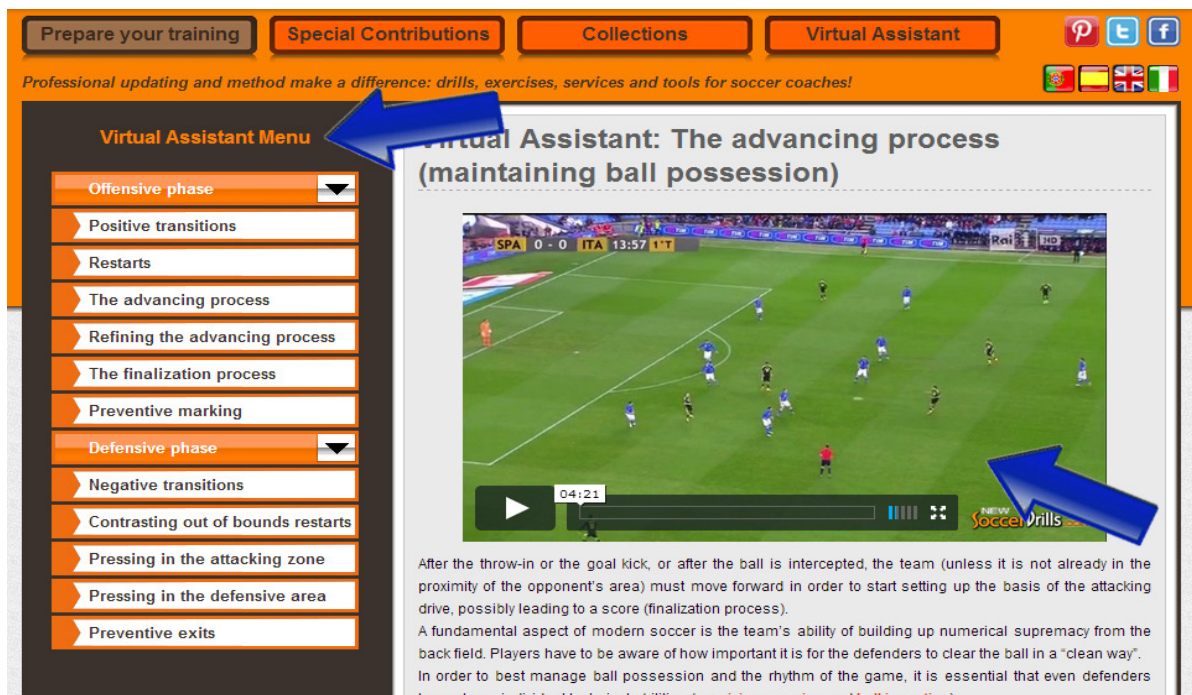 Prepare your training
Special Contributions
Collections
Virtual Assistant
Professional updating and method make a difference: drills, exercises, services and tools for soccer coaches!
Virtual Assistant Menu
Offensive phase
Positive transitions
Restarts
The advancing process
Refining the advancing process
The finalization process
Preventive marking
Defensive phase
Negative transitions
Contrasting out of bounds restarts
Pressing in the attacking zone
Pressing in the defensive area
Preventive exits
Virtual Assistant: The advancing process
(maintaining ball possession)
SPA 0 - 0 ITA 13:57 1°T
Rai HD
04:21
NEW
SoccerDrills
After the throw-in or the goal kick, or after the ball is intercepted, the team (unless it is not already in the
proximity of the opponent's area) must move forward in order to start setting up the basis of the attacking
drive, possibly leading to a score (finalization process).
A fundamental aspect of modern soccer is the team's ability of building up numerical supremacy from the
back field. Players have to be aware of how important it is for the defenders to clear the ball in a “clean way”.
In order to best manage ball possession and the rhythm of the game, it is essential that even defenders